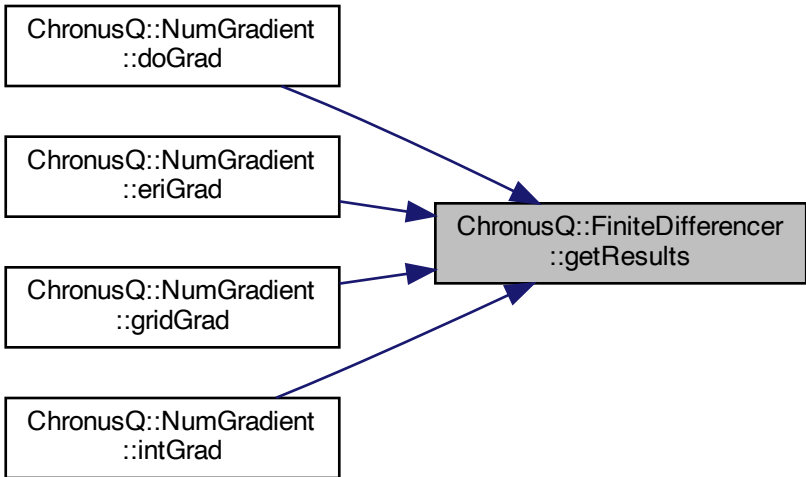 ChronusQ::NumGradient
::doGrad
ChronusQ::NumGradient
::eriGrad
ChronusQ::FiniteDifferencer
::getResults
ChronusQ::NumGradient
::gridGrad
ChronusQ::NumGradient
::intGrad